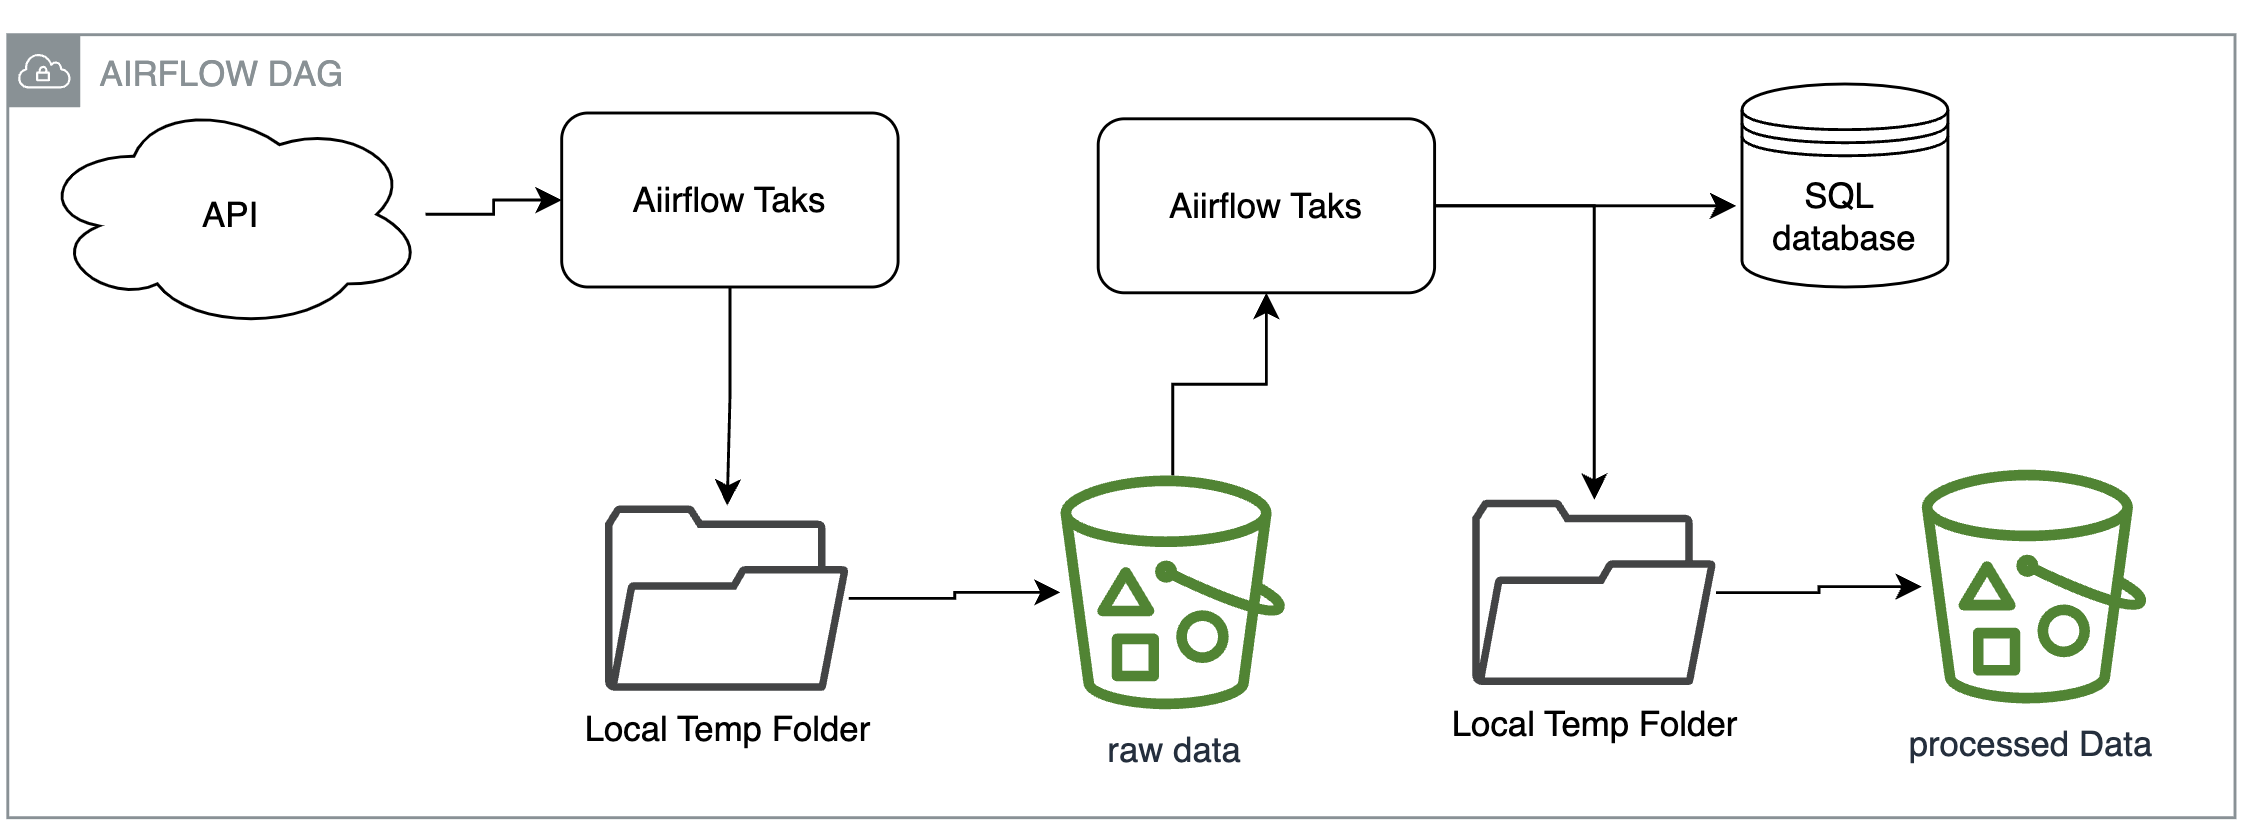 AIRFLOW DAG
API
Aiirflow Taks
Aiirflow Taks
SQL
database
Local Temp Folder
raw data
Local Temp Folder
processed Data